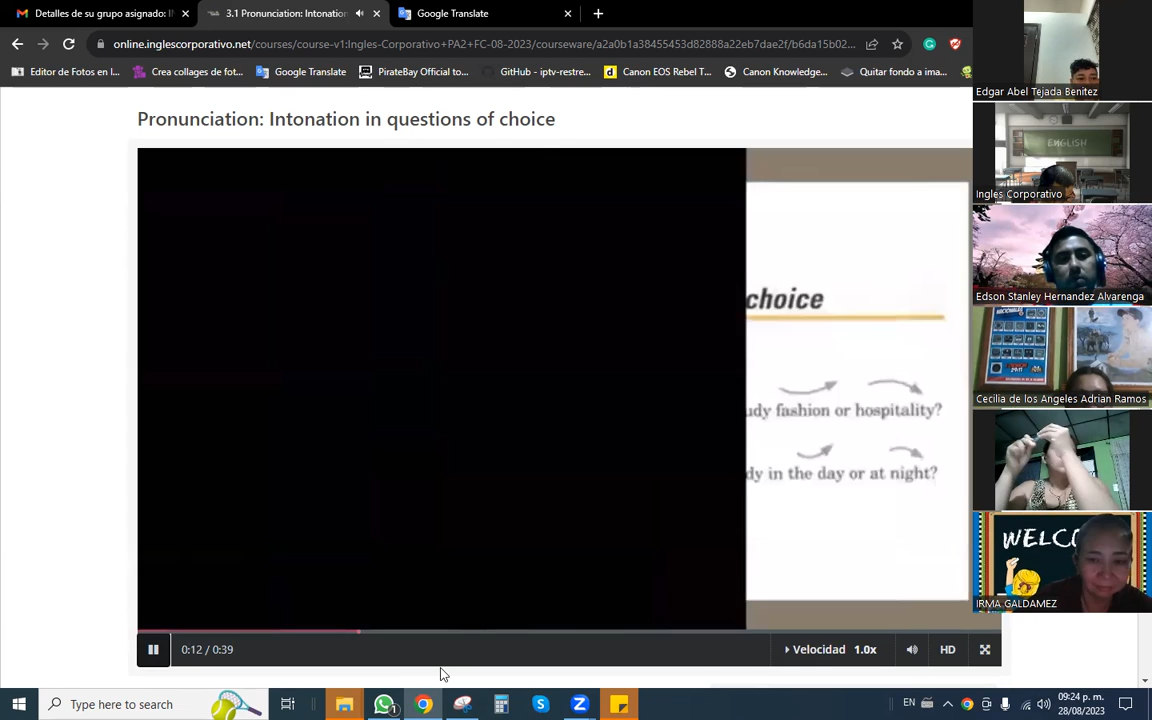 Detalles de su grupo asignado: I
3.1 Pronunciation: Intonation
Google Translate
online.inglescorporativo.net/courses/course-v1:Ingles-Corporativo+PA2+FC-08-2023/courseware/a2a0b1a38455453d82888a22eb7dae2f/b6da15b02...
Editor de Fotos en l...
Crea collages de fot...
Google Translate
PirateBay Official to...
GitHub - iptv-restre...
Canon EOS Rebel T...
Canon Knowledge...
Quitar fondo a ima...
Pronunciation: Intonation in questions of choice
choice
udy fashion or hospitality?
dy in the day or at night?
0:12 / 0:39
Velocidad 1.0x
HD
Edgar Abel Tejada Benitez
ENGLISH
Ingles Corporativo
Edson Stanley Hernandez Alvarenga
Cecilia de los Angeles Adrian Ramos
WELCO
IRMA GALDAMEZ
Type here to search
1
EN
09:24 p. m.
28/08/2023